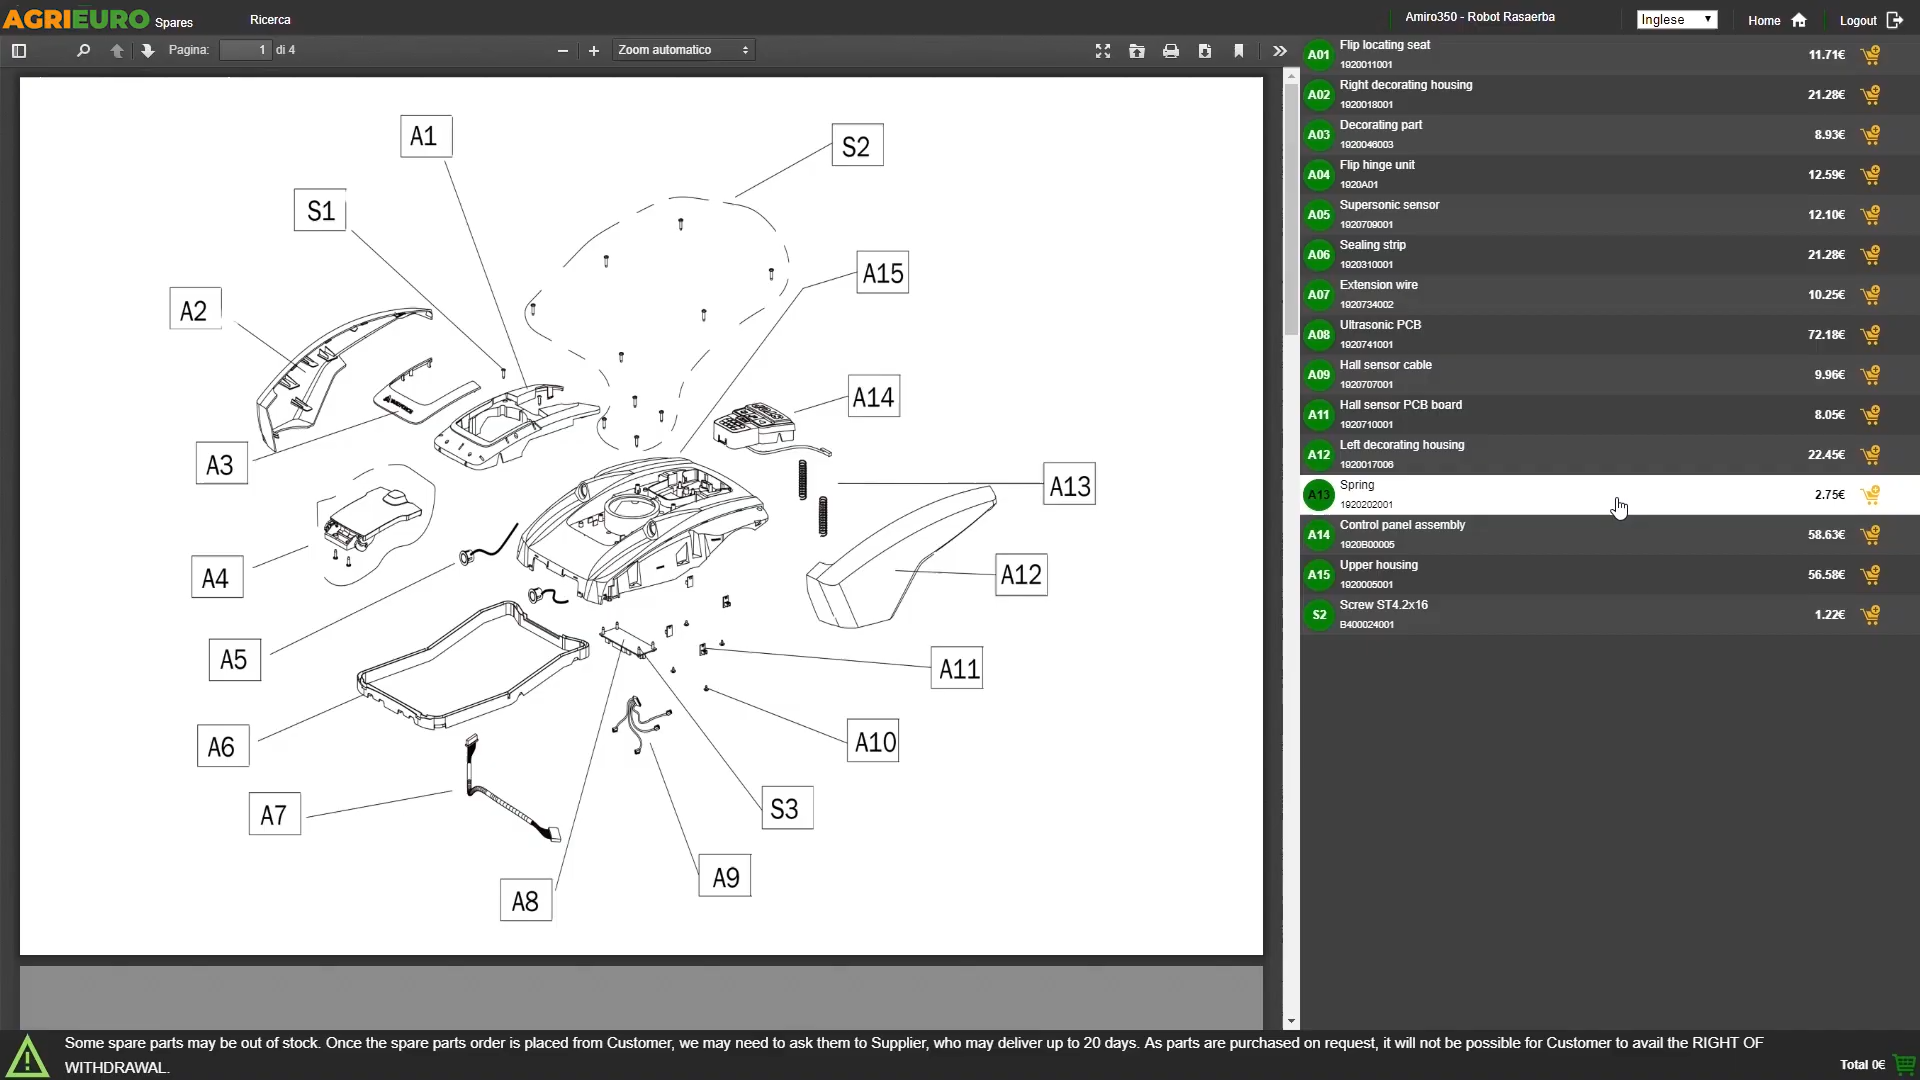 AGRIEURO Spares
Ricerca
Amiro350 - Robot Rasaerba
Inglese
Home
Logout
Pagina:
1
di 4
Zoom automatico
A1
S2
S1
A15
A2
A14
A3
A13
A4
A12
A5
A11
A6
A10
A7
S3
A9
A8
A01
Flip locating seat
1920011001
11.71€
A02
Right decorating housing
1920018001
21.28€
A03
Decorating part
1920046003
8.93€
A04
Flip hinge unit
1920A01
12.59€
A05
Supersonic sensor
1920709001
12.10€
A06
Sealing strip
1920310001
21.28€
A07
Extension wire
1920734002
10.25€
A08
Ultrasonic PCB
1920741001
72.18€
A09
Hall sensor cable
1920707001
9.96€
A11
Hall sensor PCB board
1920710001
8.05€
A12
Left decorating housing
1920017006
22.45€
A13
Spring
1920202001
2.75€
A14
Control panel assembly
1920B00005
58.63€
A15
Upper housing
1920005001
56.58€
S2
Screw ST4.2x16
B400024001
1.22€
Some spare parts may be out of stock. Once the spare parts order is placed from Customer, we may need to ask them to Supplier, who may deliver up to 20 days. As parts are purchased on request, it will not be possible for Customer to avail the RIGHT OF
WITHDRAWAL.
Total 0€